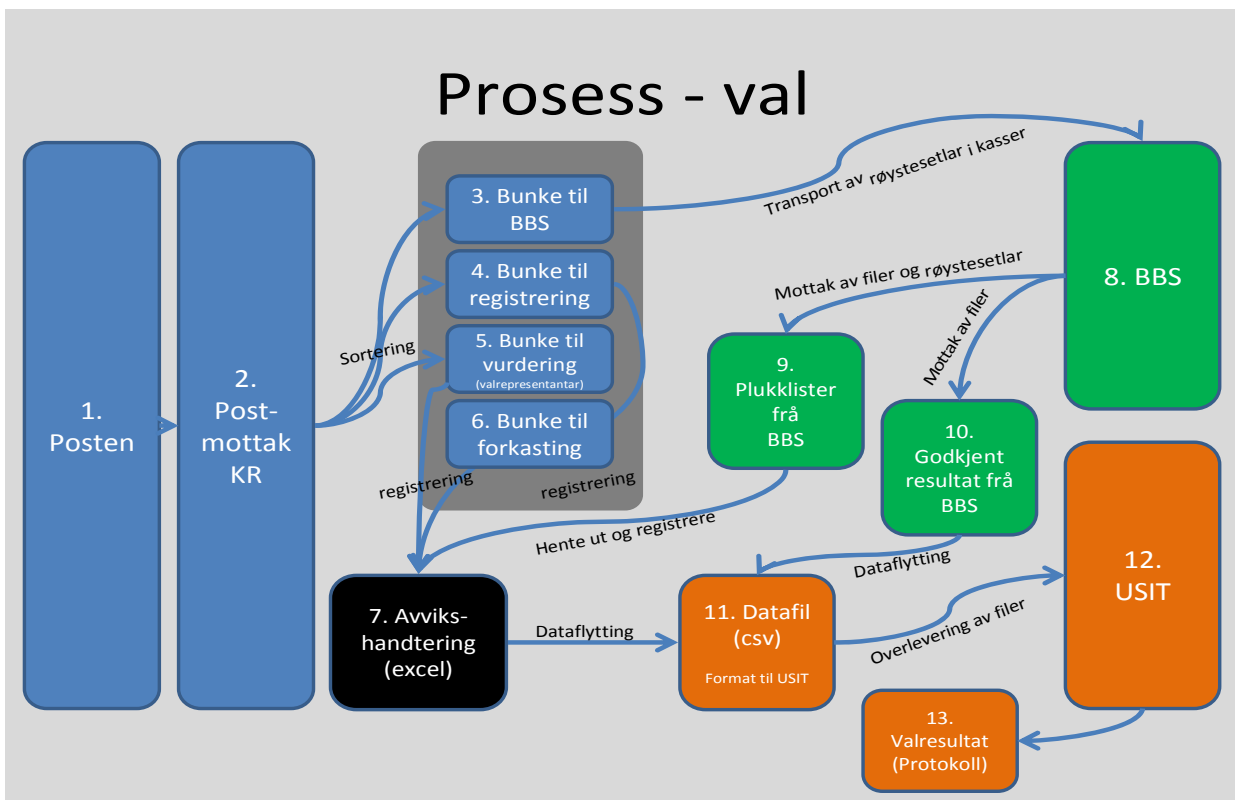 Prosess - val
1.
Posten
2.
Post-
mottak
KR
Sortering
3. Bunke til
BBS
4. Bunke til
registrering
5. Bunke til
vurdering
(valrepresentantar)
6. Bunke til
forkasting
registrering
registrering
Transport av røystesetlar i kasser
8. BBS
Mottak av filer og røystesetlar
Mottak av filer
9.
Plukklister
frå
BBS
10.
Godkjent
resultat frå
BBS
Hente ut og registrere
Dataflytting
7. Avviks-
handtering
(excel)
Dataflytting
11. Datafil
(csv)
Format til USIT
Overlevering av filer
12.
USIT
13.
Valresultat
(Protokoll)